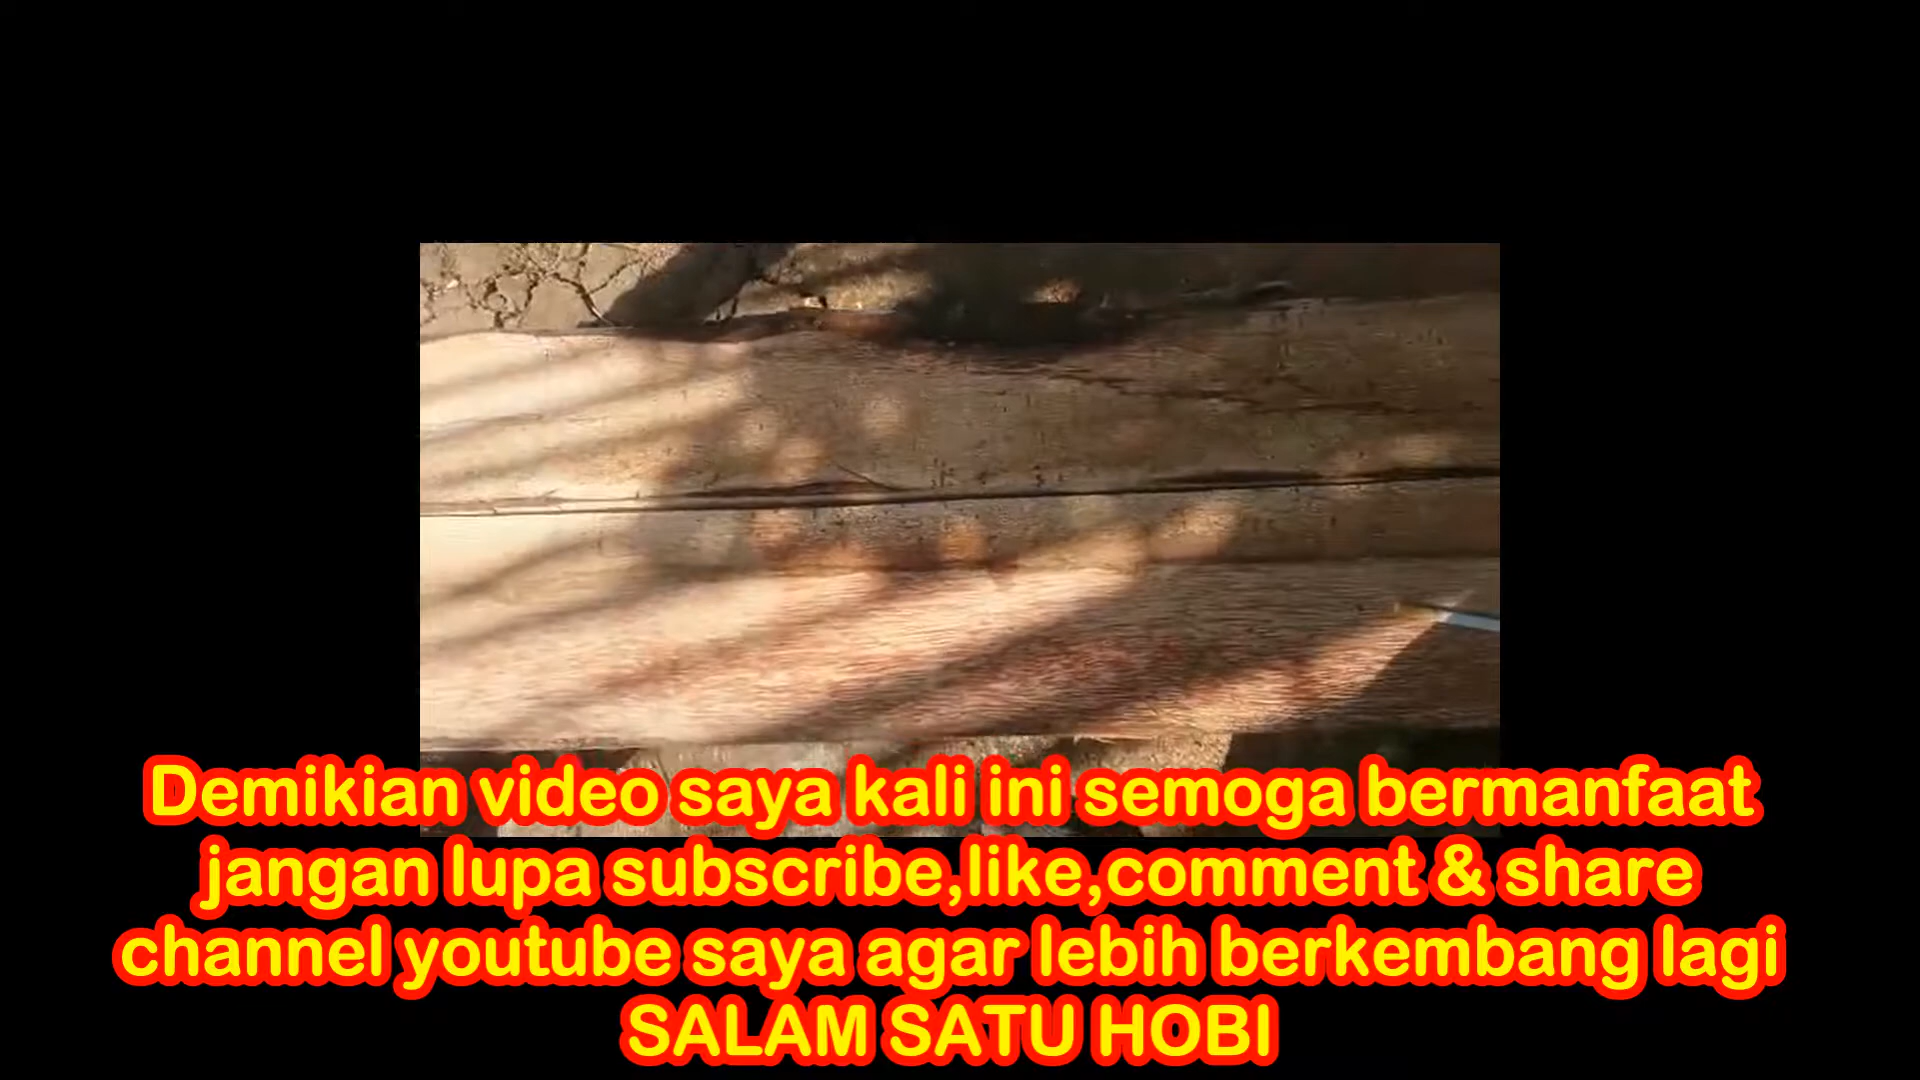 Demikian video saya kali ini semoga bermanfaat
jangan lupa subscribe,like,comment & share
channel youtube saya agar lebih berkembang lagi
SALAM SATU HOBI